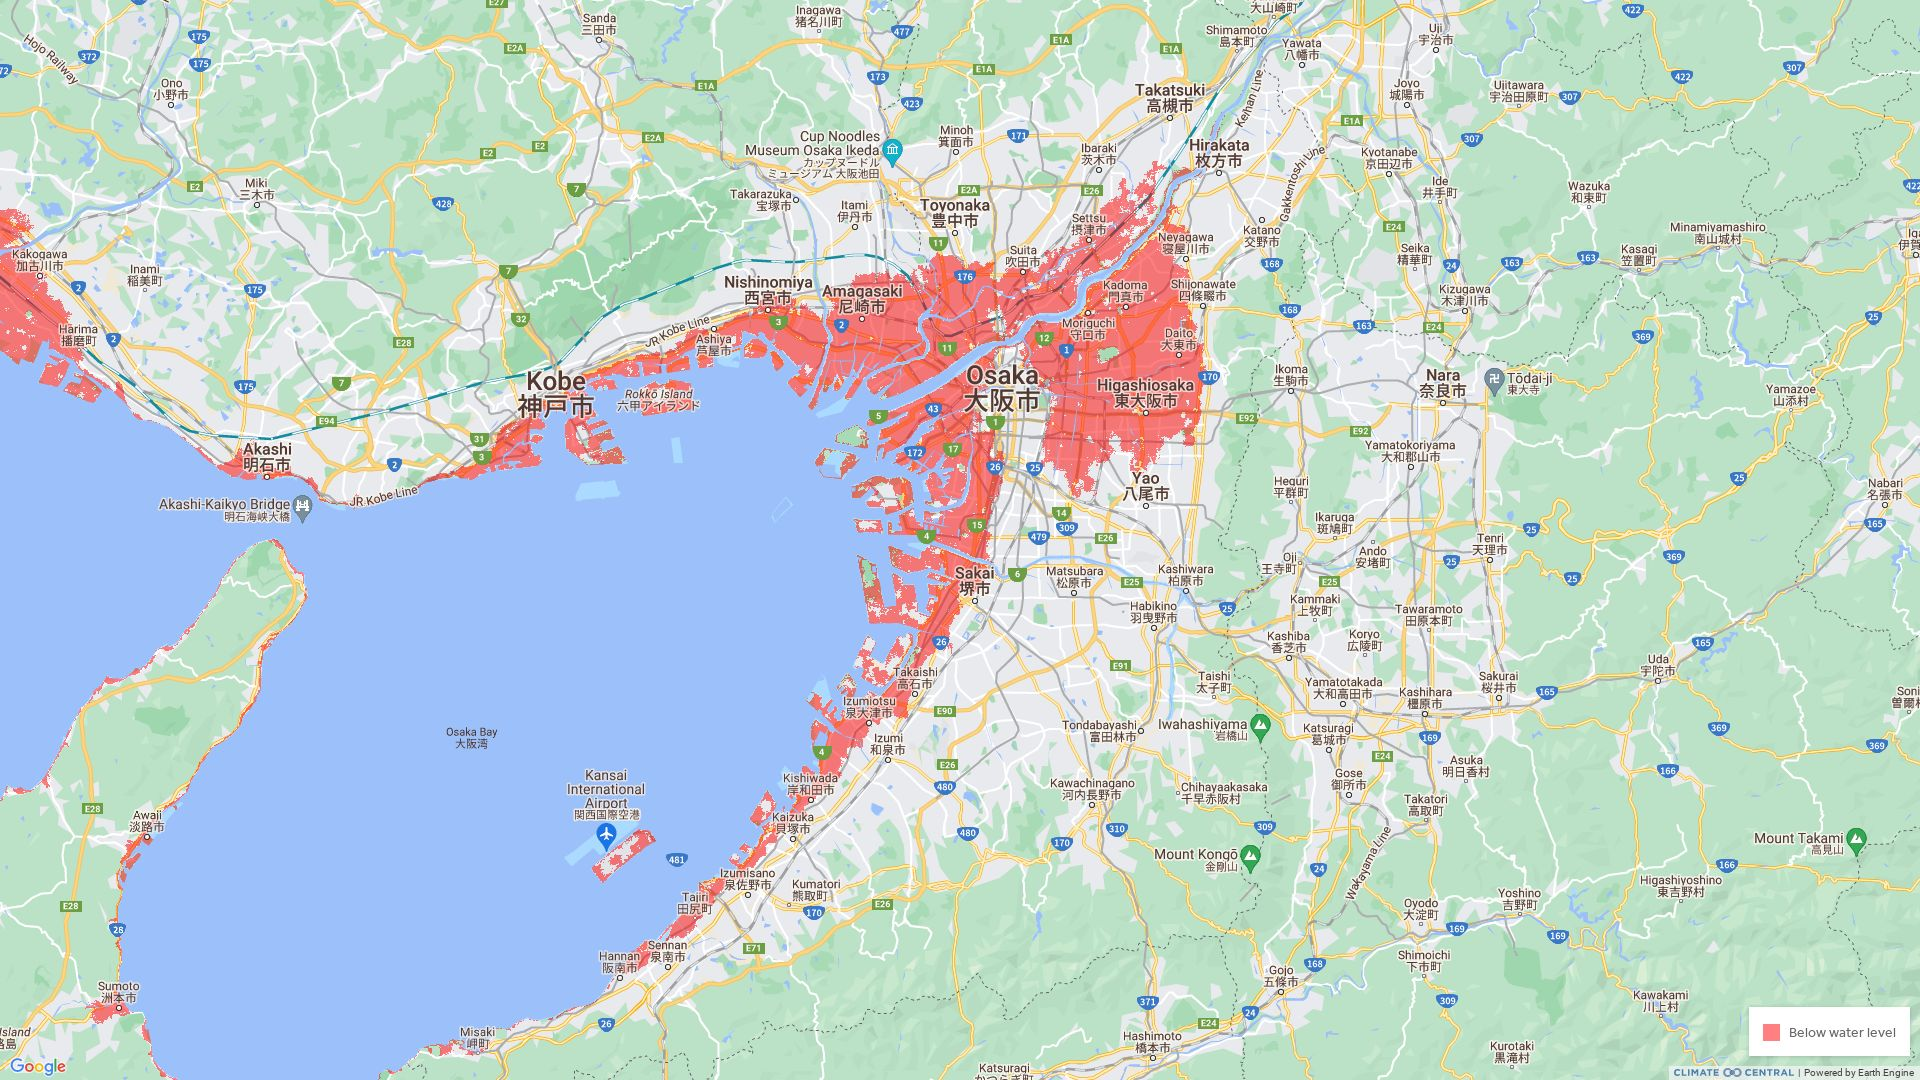 Inagawa
猪名川町
Sanda
三田市
大山崎町
Shimamoto
島本町
Uji
宇治市
Yawata
八幡市
Hojo Railway
Ono
小野市
Takatsuki
高槻市
Joyo
城陽市
Ujitawara
宇治田原町
Keihan Line
Cup Noodles
Museum Osaka Ikeda
カップヌードル
ミュージアム 大阪池田
Minoh
箕面市
Ibaraki
茨木市
Hirakata
枚方市
Kyotanabe
京田辺市
Gakkentoshi Line
Miki
三木市
Takarazuka
宝塚市
Itami
伊丹市
Toyonaka
豊中市
Settsu
摂津市
Ide
井手町
Wazuka
和束町
Neyagawa
寝屋川市
Katano
交野市
Minamiyamashiro
南山城村
Kakogawa
加古川市
Inami
稲美町
Suita
吹田市
Seika
精華町
Kasagi
笠置町
Nishinomiya
西宮市
Amagasaki
尼崎市
Kadoma
門真市
Shijonawate
四條畷市
Kizugawa
木津川市
Harima
播磨町
JR Kobe Line
Ashiya
芦屋市
Moriguchi
守口市
Daito
大東市
Kobe
神戸市
Rokkō Island
六甲アイランド
Osaka
大阪市
Higashiosaka
東大阪市
Ikoma
生駒市
Nara
奈良市
Tōdai-ji
東大寺
Yamazoe
山添村
Akashi
明石市
JR Kobe Line
Akashi-Kaikyo Bridge
明石海峡大橋
Yao
八尾市
Yamatokoriyama
大和郡山市
Heguri
平群町
Nabari
名張市
Ikaruga
斑鳩町
Ando
安堵町
Tenri
天理市
Oji
王寺町
Sakai
堺市
Matsubara
松原市
Kashiwara
柏原市
Kammaki
上牧町
Tawaramoto
田原本町
Habikino
羽曳野市
Kashiba
香芝市
Koryo
広陵町
Takaishi
高石市
Taishi
太子町
Yamatotakada
大和高田市
Kashihara
橿原市
Sakurai
桜井市
Uda
宇陀市
Izumiotsu
泉大津市
Izumi
和泉市
Tondabayashi
富田林市
Iwahashiyama
岩橋山
Katsuragi
葛城市
Osaka Bay
大阪湾
Kansai
International
Airport
関西国際空港
Kishiwada
岸和田市
Kawachinagano
河内長野市
Chihayaakasaka
千早赤阪村
Gose
御所市
Asuka
明日香村
Takatori
高取町
Awaji
淡路市
Kaizuka
貝塚市
Mount Kongō
金剛山
Wakayama Line
Mount Takami
高見山
Izumisano
泉佐野市
Kumatori
熊取町
Tajiri
田尻町
Higashiyoshino
東吉野村
Yoshino
吉野町
Oyodo
大淀町
Sennan
泉南市
Hannan
阪南市
Shimoichi
下市町
Gojo
五條市
Sumoto
洲本市
Kawakami
川上村
Misaki
岬町
Hashimoto
橋本市
Kurotaki
黒滝村
Katsuragi
かつらぎ町
Below water level
Google
CLIMATE CENTRAL | Powered by Earth Engine